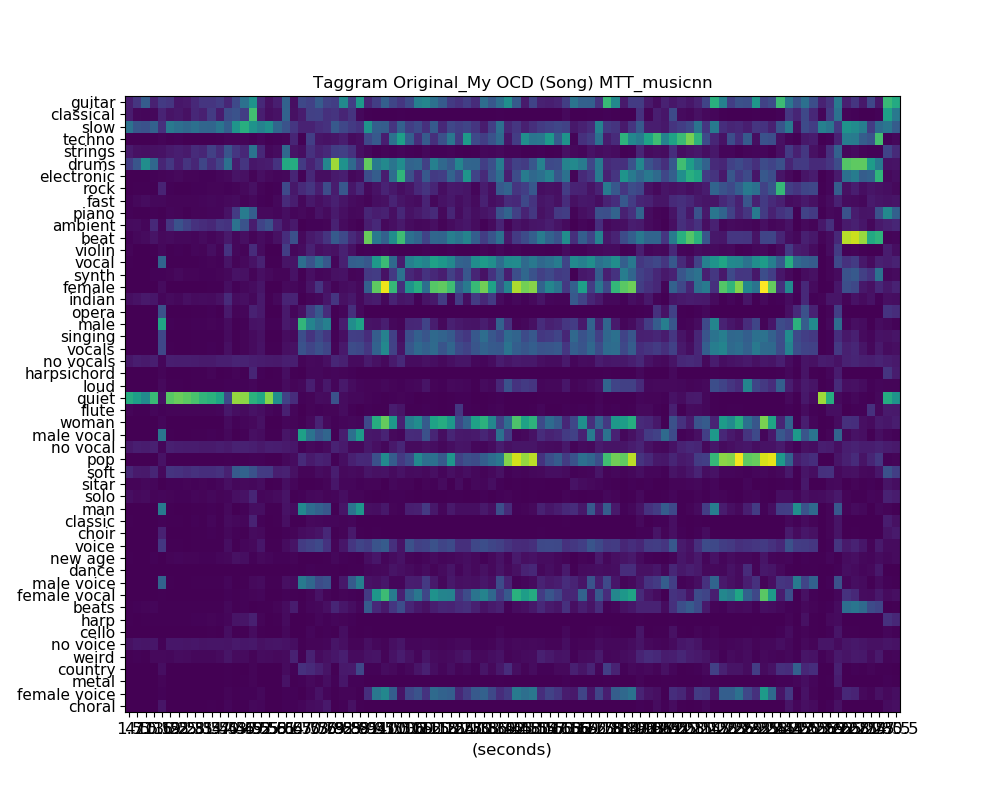 Taggram Original_My OCD (Song) MTT_musicnn
guitar
classical
slow
techno
strings
drums
electronic
rock
fast
piano
ambient
beat
violin
vocal
synth
female
indian
opera
male
singing
vocals
no vocals
harpsichord
loud
quiet
flute
woman
male vocal
no vocal
pop
soft
sitar
solo
man
classic
choir
voice
new age
dance
male voice
female vocal
beats
harp
cello
no voice
weird
country
metal
female voice
choral
(seconds)